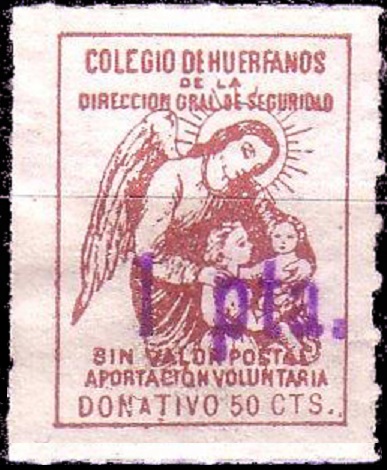 COLEGIO DE HUERFANOS
DE LA
DIRECCION GRAL DE SEGURIDAD
1 pta.
SIN VALOR POSTAL
APORTACION VOLUNTARIA
DONATIVO 50 CTS.